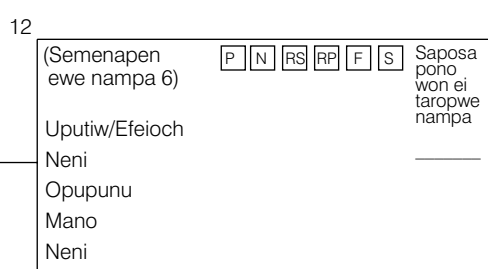 12
(Semenapen
ewe nampa 6)
P N RS RP F S
Saposa
pono
won ei
taropwe
nampa
Uputiw/Efeioch
Neni
Opupunu
Mano
Neni